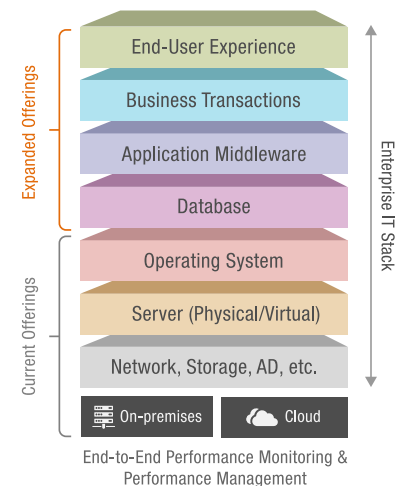 End-User Experience
Business Transactions
Application Middleware
Database
Operating System
Server (Physical/Virtual)
Network, Storage, AD, etc.
On-premises
Cloud
End-to-End Performance Monitoring &
Performance Management
Expanded Offerings
Current Offerings
Enterprise IT Stack